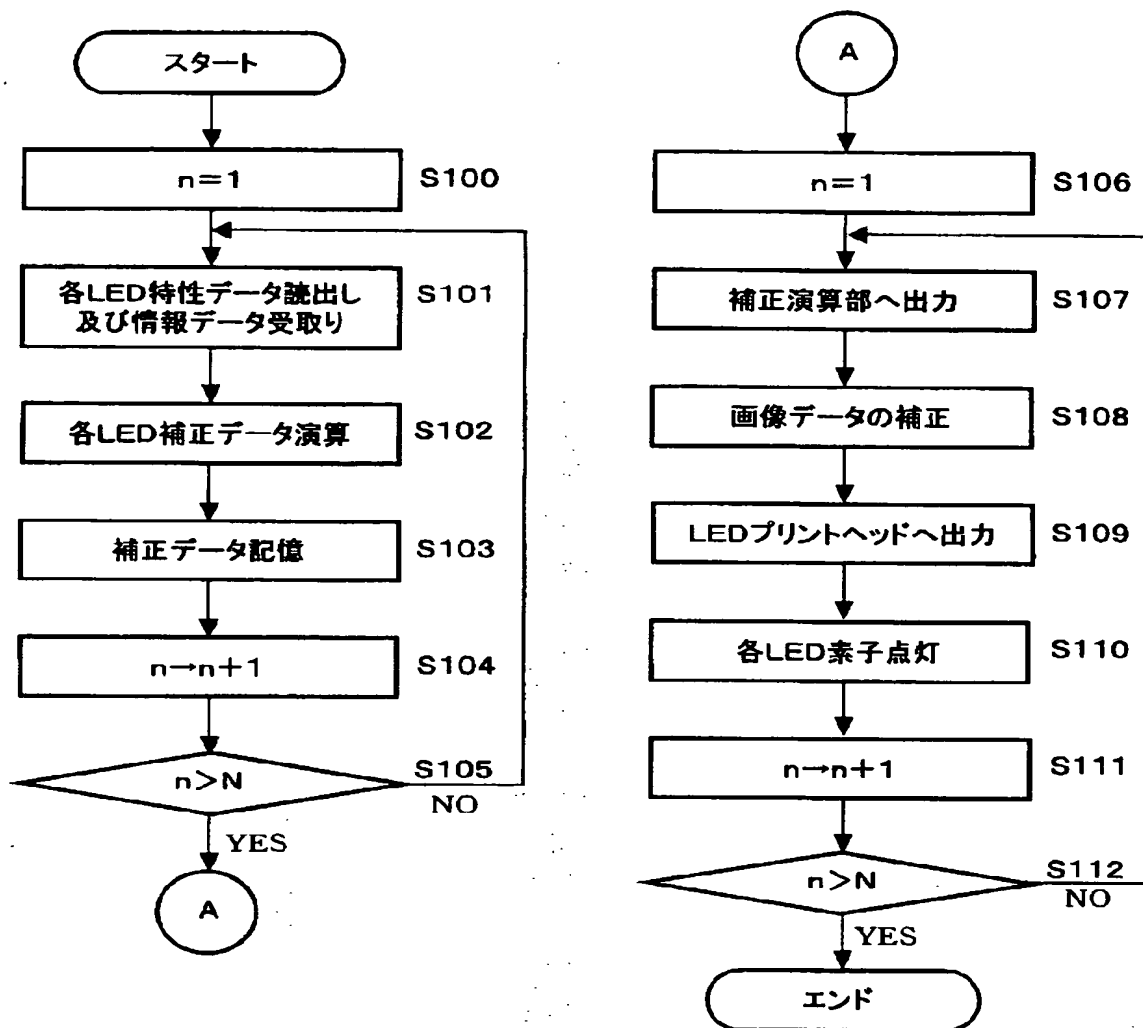 スタート
n=1 S100
各LED特性データ読出し
及び情報データ受取り
S101
各LED補正データ演算 S102
補正データ記憶 S103
n→n+1 S104
n>N S105
NO
YES
A
A
n=1 S106
補正演算部へ出力 S107
画像データの補正 S108
LEDプリントヘッドへ出力 S109
各LED素子点灯 S110
n→n+1 S111
n>N S112
NO
YES
エンド